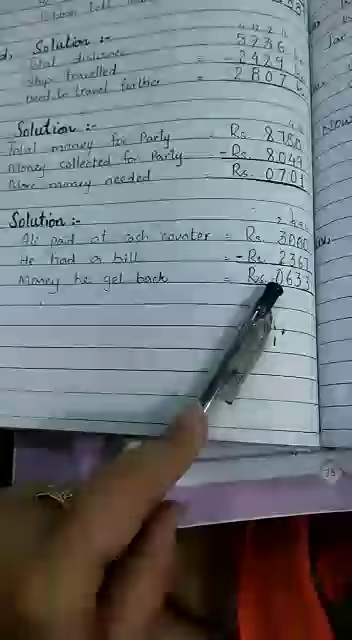 Solution :-
Total distance 5236
Ship travelled = - 2429
need to travel further = 2807
Solution :-
Total money for Party = Rs. 8750
Money collected for Party - Rs. 8049
More money needed = Rs. 0701
Solution :-
Ali paid at cash counter = Rs. 3000
He had a bill = - Rs. 2367
Money he get back = Rs. 0633